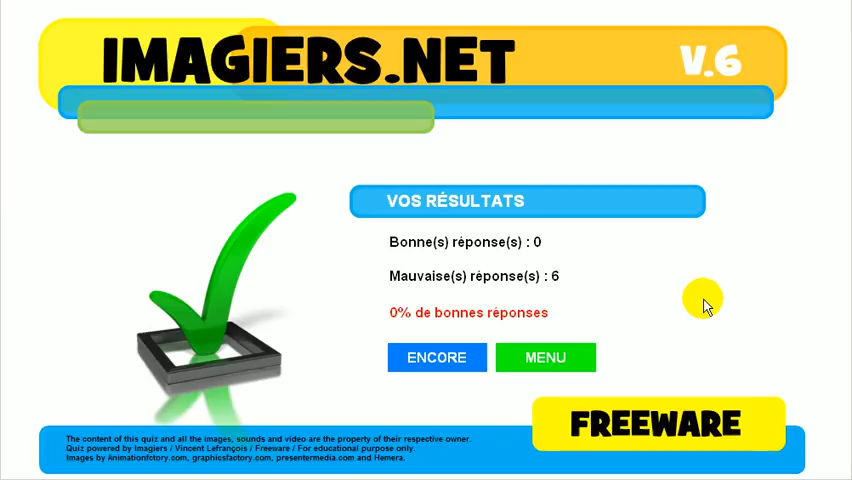 IMAGIERS.NET
V.6
VOS RÉSULTATS
Bonne(s) réponse(s) : 0
Mauvaise(s) réponse(s) : 6
0% de bonnes réponses
ENCORE
MENU
FREEWARE
The content of this quiz and all the images, sounds and video are the property of their respective owner.
Quiz powered by Imagiers / Vincent Lefrançois / Freeware / For educational purpose only.
Images by Animationfctory.com, graphicsfactory.com, presentermedia.com and Hemera.